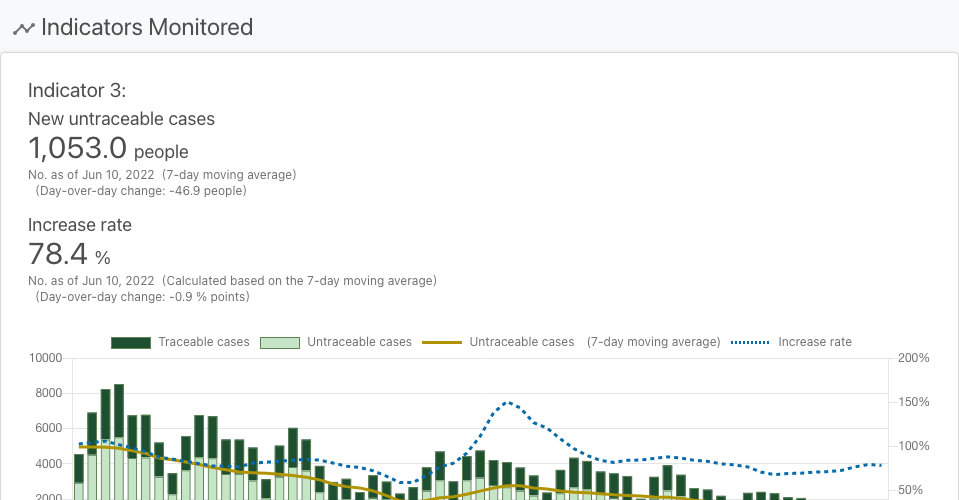 Indicators Monitored
Indicator 3:
New untraceable cases
1,053.0 people
No. as of Jun 10, 2022 (7-day moving average)
(Day-over-day change: -46.9 people)
Increase rate
78.4 %
No. as of Jun 10, 2022 (Calculated based on the 7-day moving average)
(Day-over-day change: -0.9 % points)
Traceable cases Untraceable cases Untraceable cases (7-day moving average) Increase rate
10000 200%
8000
150%
6000
100%
4000
50%
2000